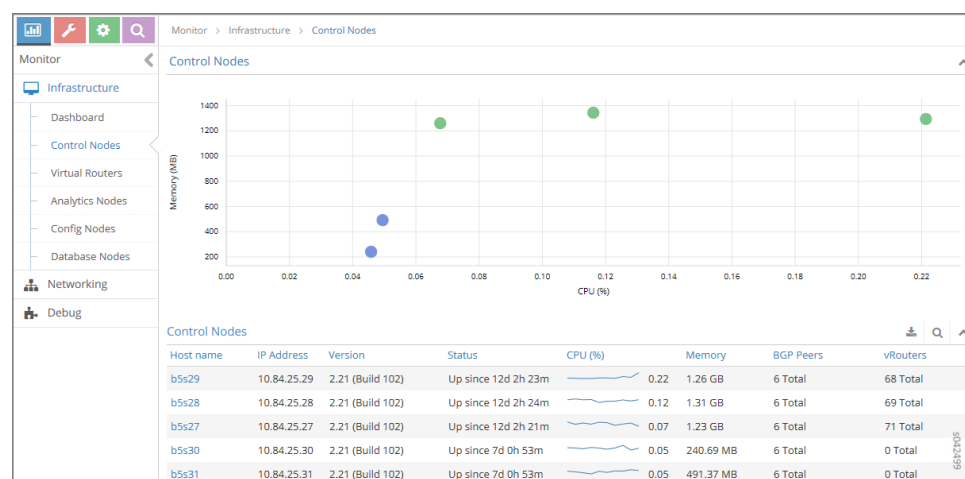 Monitor > Infrastructure > Control Nodes
Monitor
Infrastructure
Dashboard
Control Nodes
Virtual Routers
Analytics Nodes
Config Nodes
Database Nodes
Networking
Debug
Control Nodes
Memory (MB)
1400
1200
1000
800
600
400
200
0.00 0.02 0.04 0.06 0.08 0.10 0.12 0.14 0.16 0.18 0.20 0.22
CPU (%)
Control Nodes
Host name IP Address Version Status CPU (%) Memory BGP Peers vRouters
b5s29 10.84.25.29 2.21 (Build 102) Up since 12d 2h 23m 0.22 1.26 GB 6 Total 68 Total
b5s28 10.84.25.28 2.21 (Build 102) Up since 12d 2h 24m 0.12 1.31 GB 6 Total 69 Total
b5s27 10.84.25.27 2.21 (Build 102) Up since 12d 2h 21m 0.07 1.23 GB 6 Total 71 Total
b5s30 10.84.25.30 2.21 (Build 102) Up since 7d 0h 53m 0.05 240.69 MB 6 Total 0 Total
b5s31 10.84.25.31 2.21 (Build 102) Up since 7d 0h 53m 0.05 491.37 MB 6 Total 0 Total
s042499